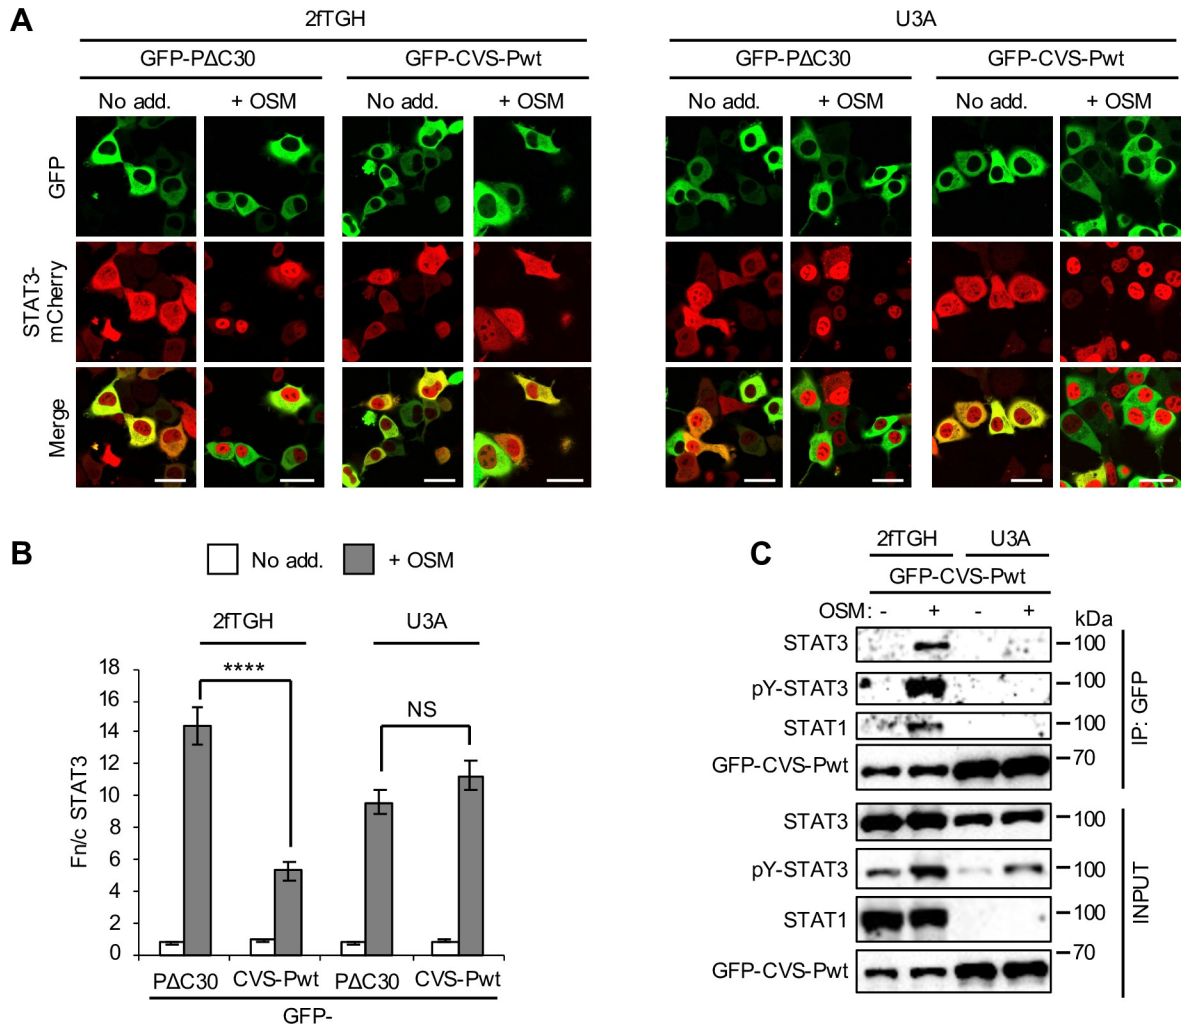 A
2fTGH
U3A
GFP-PΔC30
GFP-CVS-Pwt
GFP-PΔC30
GFP-CVS-Pwt
No add.
+ OSM
No add.
+ OSM
No add.
+ OSM
No add.
+ OSM
GFP
STAT3-
mCherry
Merge
B
No add.
+ OSM
2fTGH
U3A
****
NS
Fn/c STAT3
18
16
14
12
10
8
6
4
2
0
PΔC30
CVS-Pwt
PΔC30
CVS-Pwt
GFP-
C
2fTGH
U3A
GFP-CVS-Pwt
OSM: - + - +
kDa
STAT3
100
pY-STAT3
100
STAT1
100
GFP-CVS-Pwt
70
IP: GFP
STAT3
100
pY-STAT3
100
STAT1
100
GFP-CVS-Pwt
70
INPUT